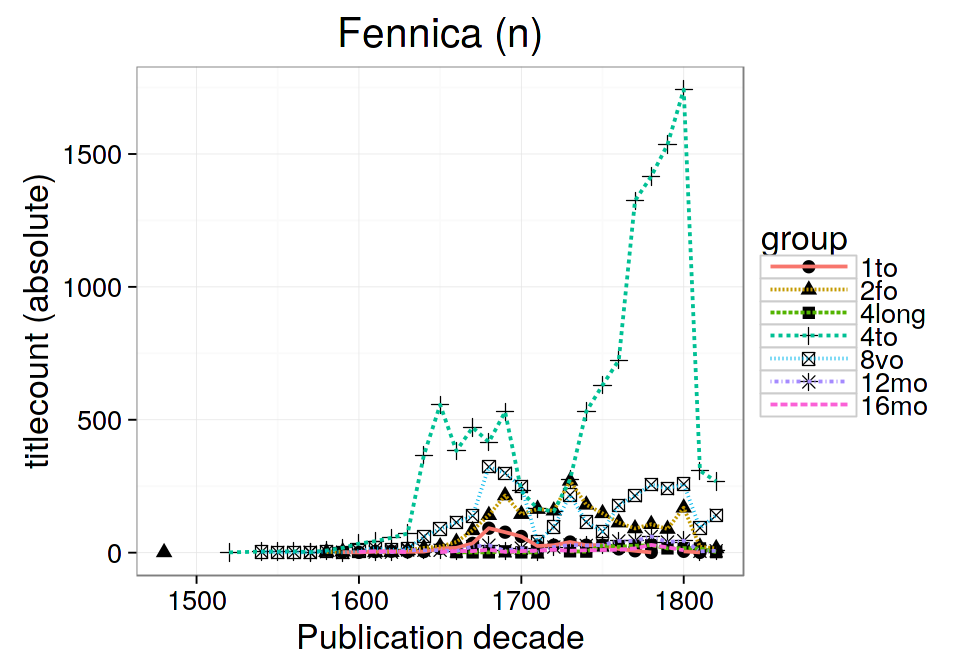 Fennica (n)
titlecount (absolute)
1500
1000
500
0
1500
1600
1700
1800
Publication decade
group
1to
2fo
4long
4to
8vo
12mo
16mo